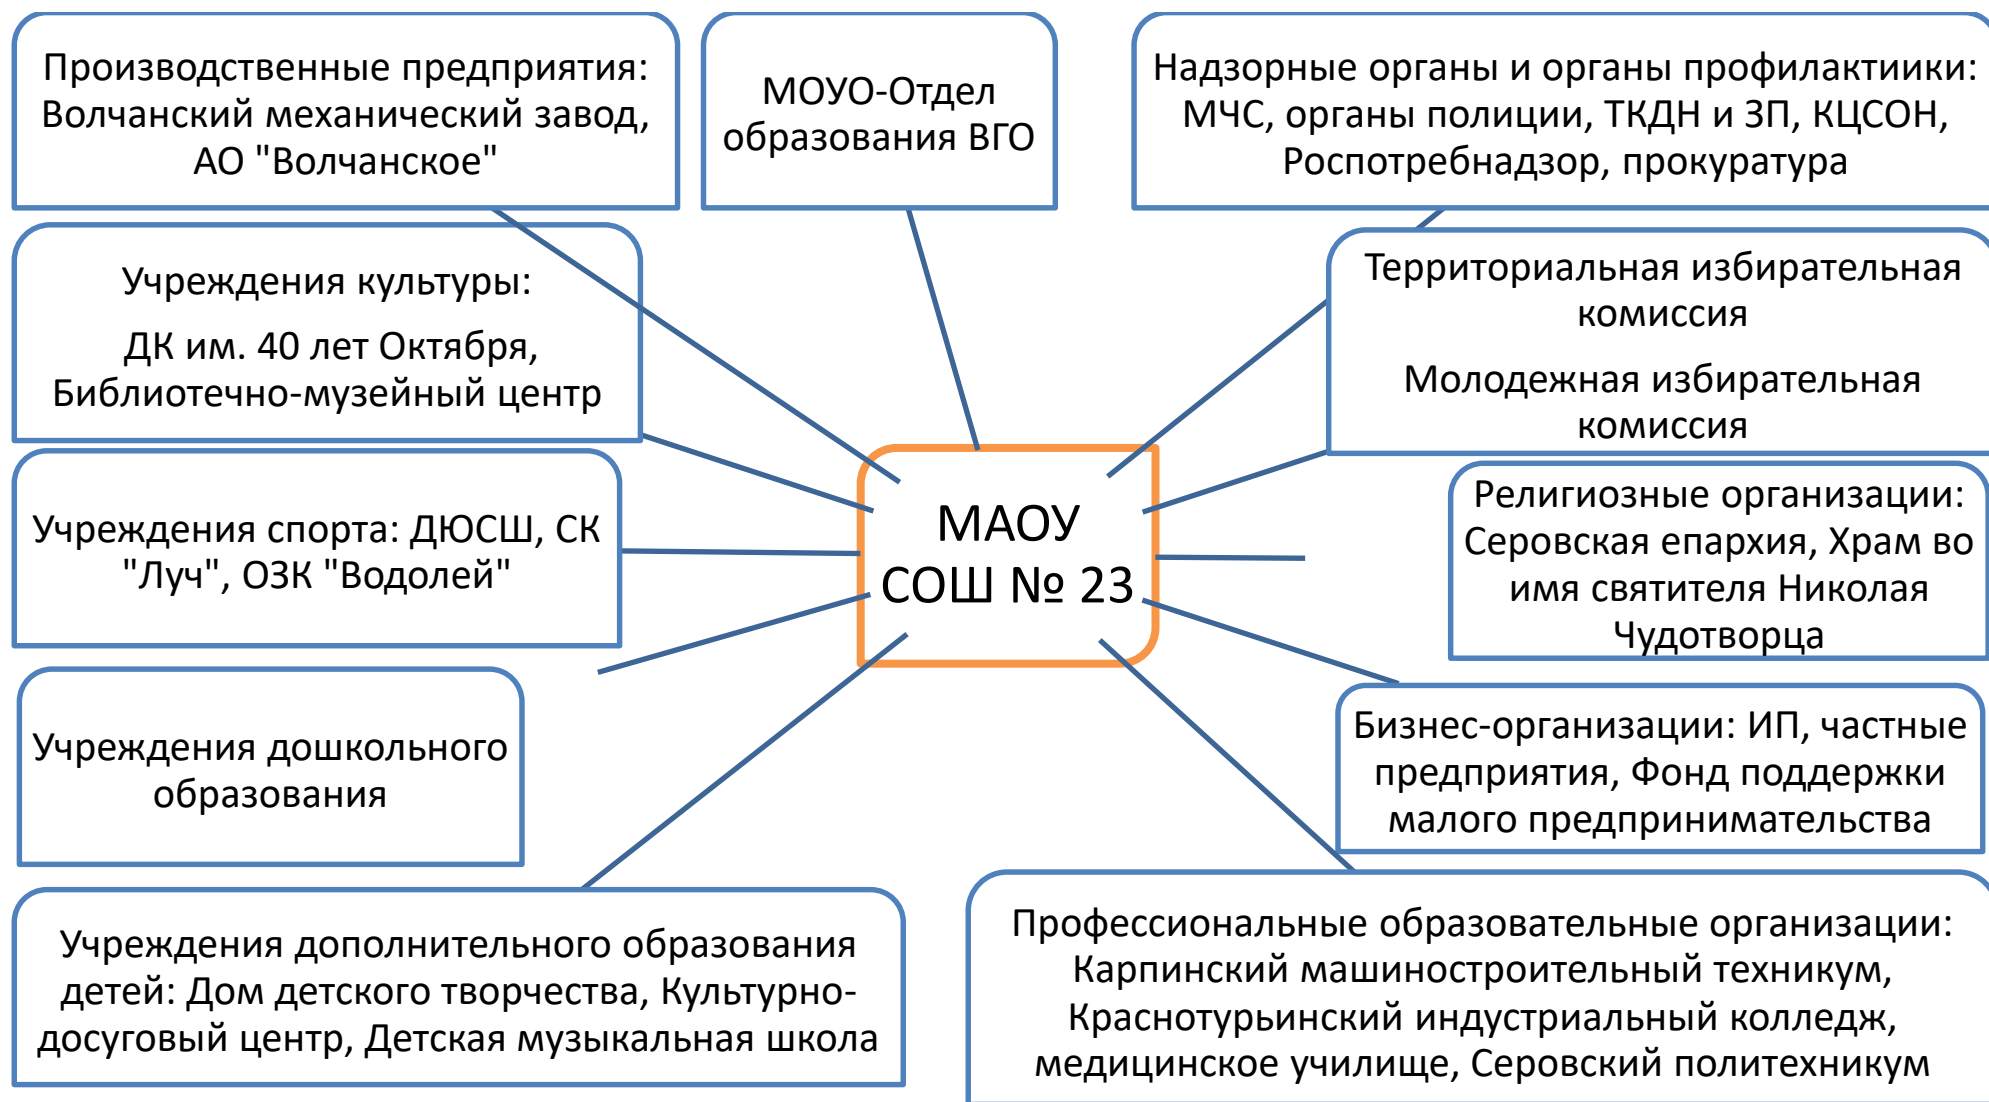 Производственные предприятия:
Волчанский механический завод,
АО "Волчанское"
МОУО-Отдел
образования ВГО
Надзорные органы и органы профилактиики:
МЧС, органы полиции, ТКДН и ЗП, КЦСОН,
Роспотребнадзор, прокуратура
Учреждения культуры:
ДК им. 40 лет Октября,
Библиотечно-музейный центр
Территориальная избирательная
комиссия
Молодежная избирательная
комиссия
Учреждения спорта: ДЮСШ, СК
"Луч", ОЗК "Водолей"
МАОУ
СОШ № 23
Религиозные организации:
Серовская епархия, Храм во
имя святителя Николая
Чудотворца
Учреждения дошкольного
образования
Бизнес-организации: ИП, частные
предприятия, Фонд поддержки
малого предпринимательства
Учреждения дополнительного образования
детей: Дом детского творчества, Культурно-
досуговый центр, Детская музыкальная школа
Профессиональные образовательные организации:
Карпинский машиностроительный техникум,
Краснотурьинский индустриальный колледж,
медицинское училище, Серовский политехникум